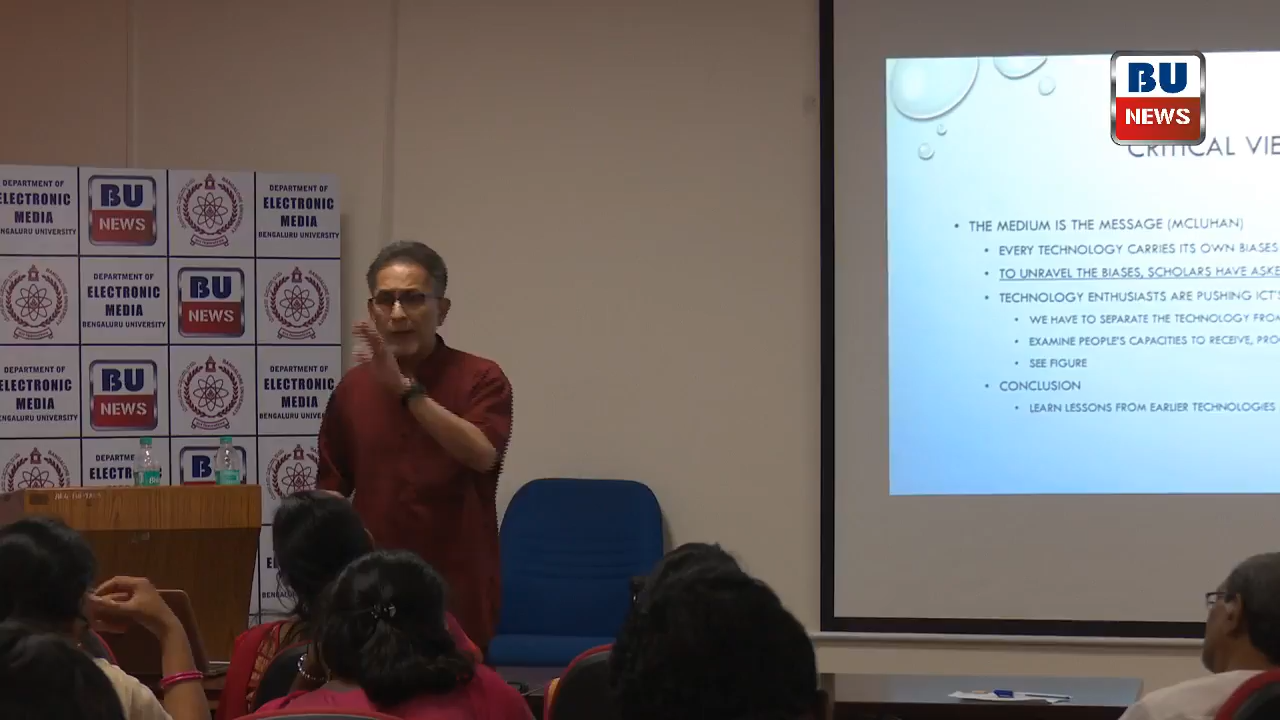 BU
NEWS
CRITICAL VIE
THE MEDIUM IS THE MESSAGE (MCLUHAN)
EVERY TECHNOLOGY CARRIES ITS OWN BIASES
TO UNRAVEL THE BIASES, SCHOLARS HAVE ASKE
TECHNOLOGY ENTHUSIASTS ARE PUSHING ICT'S
WE HAVE TO SEPARATE THE TECHNOLOGY FROM
EXAMINE PEOPLE'S CAPACITIES TO RECEIVE, PRO
SEE FIGURE
CONCLUSION
LEARN LESSONS FROM EARLIER TECHNOLOGIES
DEPARTMENT OF
ELECTRONIC
MEDIA
BENGALURU UNIVERSITY
BU
NEWS
DEPARTMENT OF
ELECTRONIC
MEDIA
BENGALURU UNIVERSITY
DEPARTMENT OF
ELECTRONIC
MEDIA
BENGALURU UNIVERSITY
BU
NEWS
DEPARTMENT OF
ELECTRONIC
MEDIA
BENGALURU UNIVERSITY
BU
NEWS
DEPARTMENT OF
ELECTRONIC
MEDIA
BENGALURU UNIVERSITY